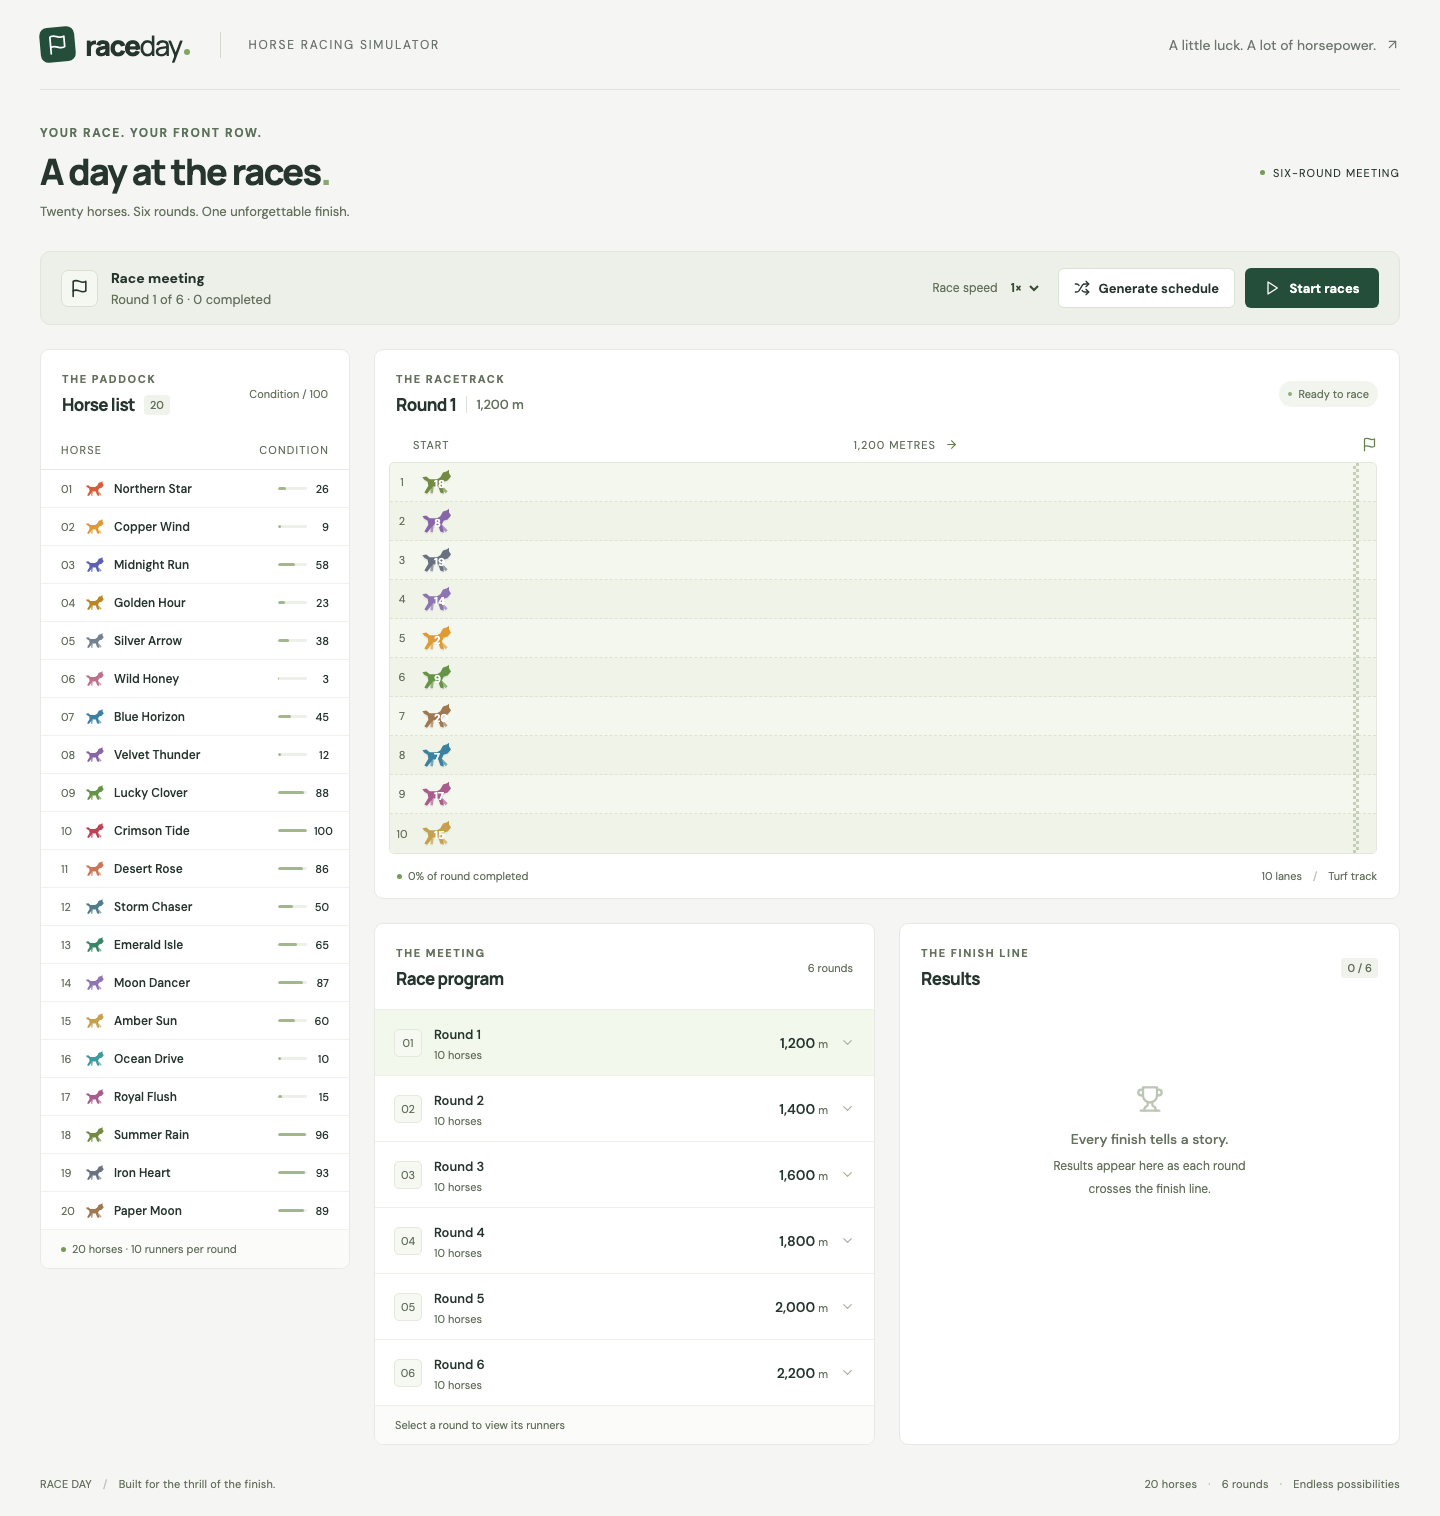 raceday.
HORSE RACING SIMULATOR
A little luck. A lot of horsepower.
YOUR RACE. YOUR FRONT ROW.
A day at the races.
SIX-ROUND MEETING
Twenty horses. Six rounds. One unforgettable finish.
Race meeting
Round 1 of 6 · 0 completed
Race speed 1×
Generate schedule
Start races
THE PADDOCK
Horse list 20
Condition / 100
HORSE CONDITION
01 Northern Star 26
02 Copper Wind 9
03 Midnight Run 58
04 Golden Hour 23
05 Silver Arrow 38
06 Wild Honey 3
07 Blue Horizon 45
08 Velvet Thunder 12
09 Lucky Clover 88
10 Crimson Tide 100
11 Desert Rose 86
12 Storm Chaser 50
13 Emerald Isle 65
14 Moon Dancer 87
15 Amber Sun 60
16 Ocean Drive 10
17 Royal Flush 15
18 Summer Rain 96
19 Iron Heart 93
20 Paper Moon 89
20 horses · 10 runners per round
THE RACETRACK
Round 1 1,200 m
Ready to race
START
1,200 METRES
1 18
2 8
3 19
4 14
5 2
6 9
7 20
8 7
9 17
10 15
0% of round completed
10 lanes / Turf track
THE MEETING
Race program
6 rounds
01 Round 1 1,200 m
10 horses
02 Round 2 1,400 m
10 horses
03 Round 3 1,600 m
10 horses
04 Round 4 1,800 m
10 horses
05 Round 5 2,000 m
10 horses
06 Round 6 2,200 m
10 horses
Select a round to view its runners
THE FINISH LINE
Results
0 / 6
Every finish tells a story.
Results appear here as each round
crosses the finish line.
RACE DAY / Built for the thrill of the finish.
20 horses · 6 rounds · Endless possibilities